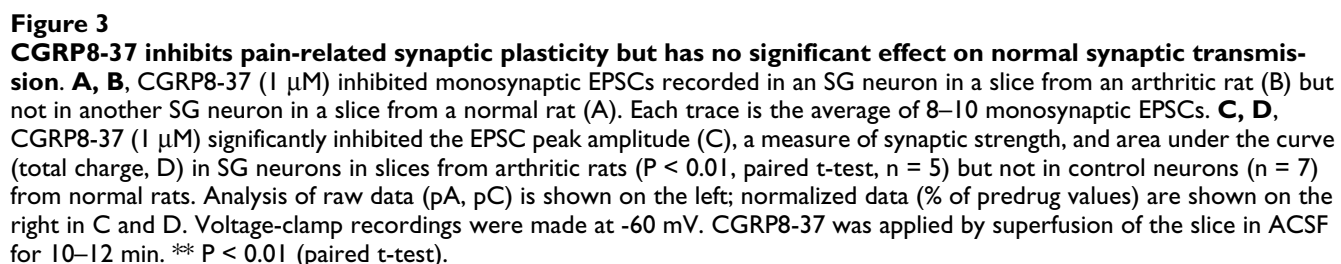 Figure 3
CGRP8-37 inhibits pain-related synaptic plasticity but has no significant effect on normal synaptic transmis-
sion. A, B, CGRP8-37 (1 μM) inhibited monosynaptic EPSCs recorded in an SG neuron in a slice from an arthritic rat (B) but
not in another SG neuron in a slice from a normal rat (A). Each trace is the average of 8–10 monosynaptic EPSCs. C, D,
CGRP8-37 (1 μM) significantly inhibited the EPSC peak amplitude (C), a measure of synaptic strength, and area under the curve
(total charge, D) in SG neurons in slices from arthritic rats (P < 0.01, paired t-test, n = 5) but not in control neurons (n = 7)
from normal rats. Analysis of raw data (pA, pC) is shown on the left; normalized data (% of predrug values) are shown on the
right in C and D. Voltage-clamp recordings were made at -60 mV. CGRP8-37 was applied by superfusion of the slice in ACSF
for 10–12 min. ** P < 0.01 (paired t-test).